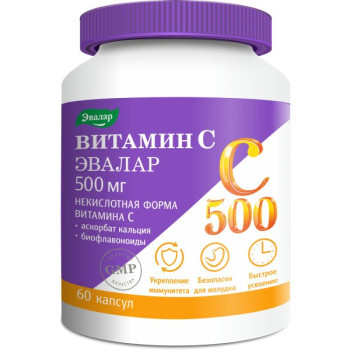 Эвалар
ВИТАМИН С
ЭВАЛАР
500 мг
НЕКИСЛОТНАЯ ФОРМА
ВИТАМИНА С
• аскорбат кальция
• биофлавоноиды
С
500
GMP
КАЧЕСТВА
Укрепление
иммунитета
Безопасен
для желудка
Быстрое
усвоение
60 капсул